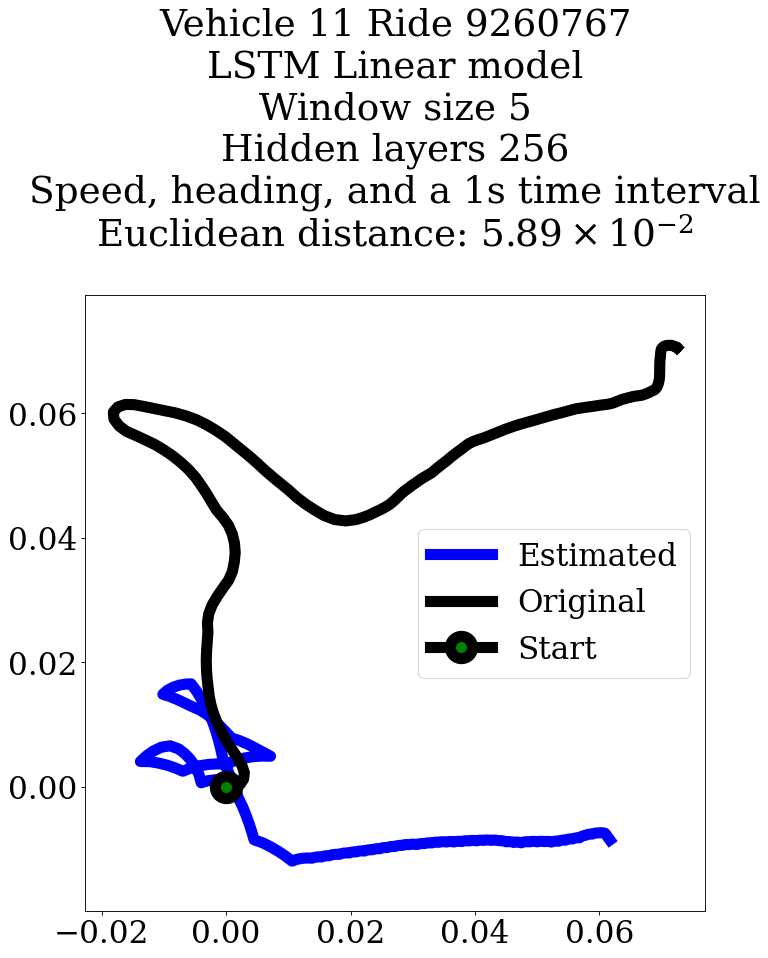 Vehicle 11 Ride 9260767
LSTM Linear model
Window size 5
Hidden layers 256
Speed, heading, and a 1s time interval
Euclidean distance: 5.89 × 10⁻²
0.06
0.04
Estimated
Original
Start
0.02
0.00
−0.02 0.00 0.02 0.04 0.06